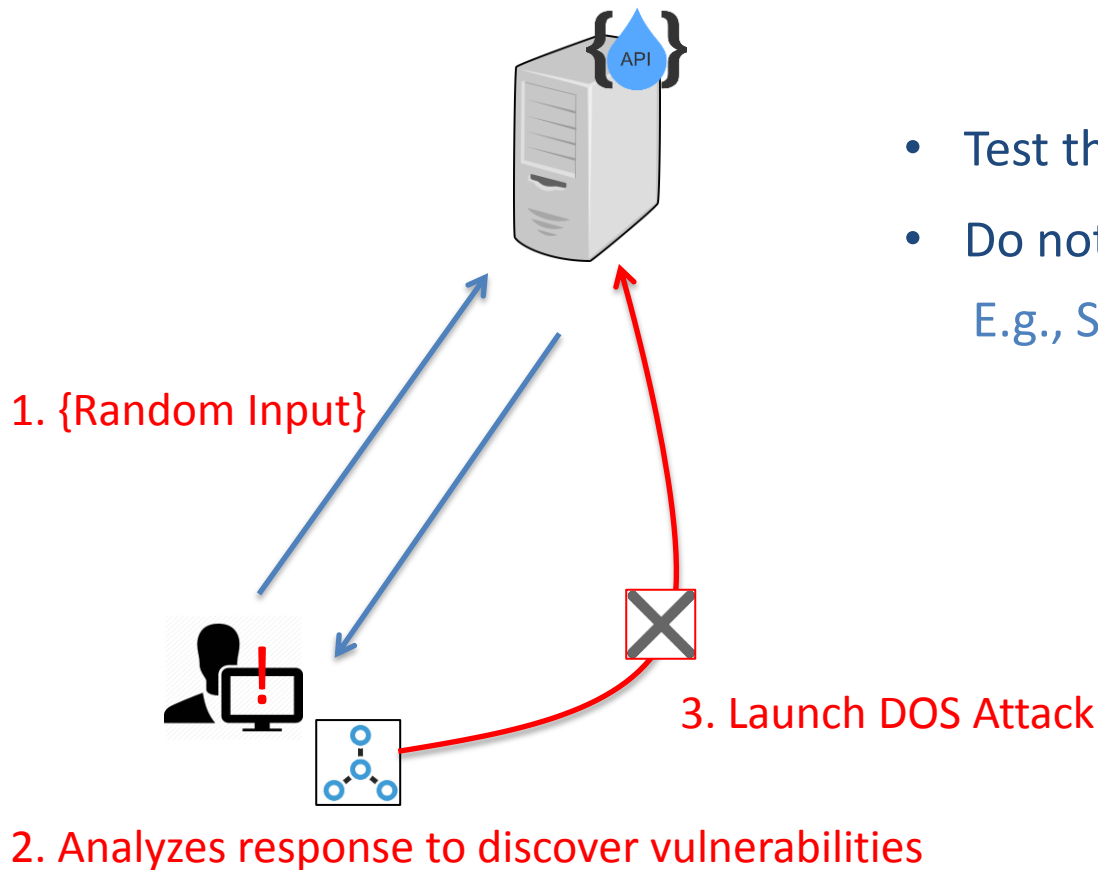 API
• Test th
• Do not
E.g., S
1. {Random Input}
!
3. Launch DOS Attack
2. Analyzes response to discover vulnerabilities